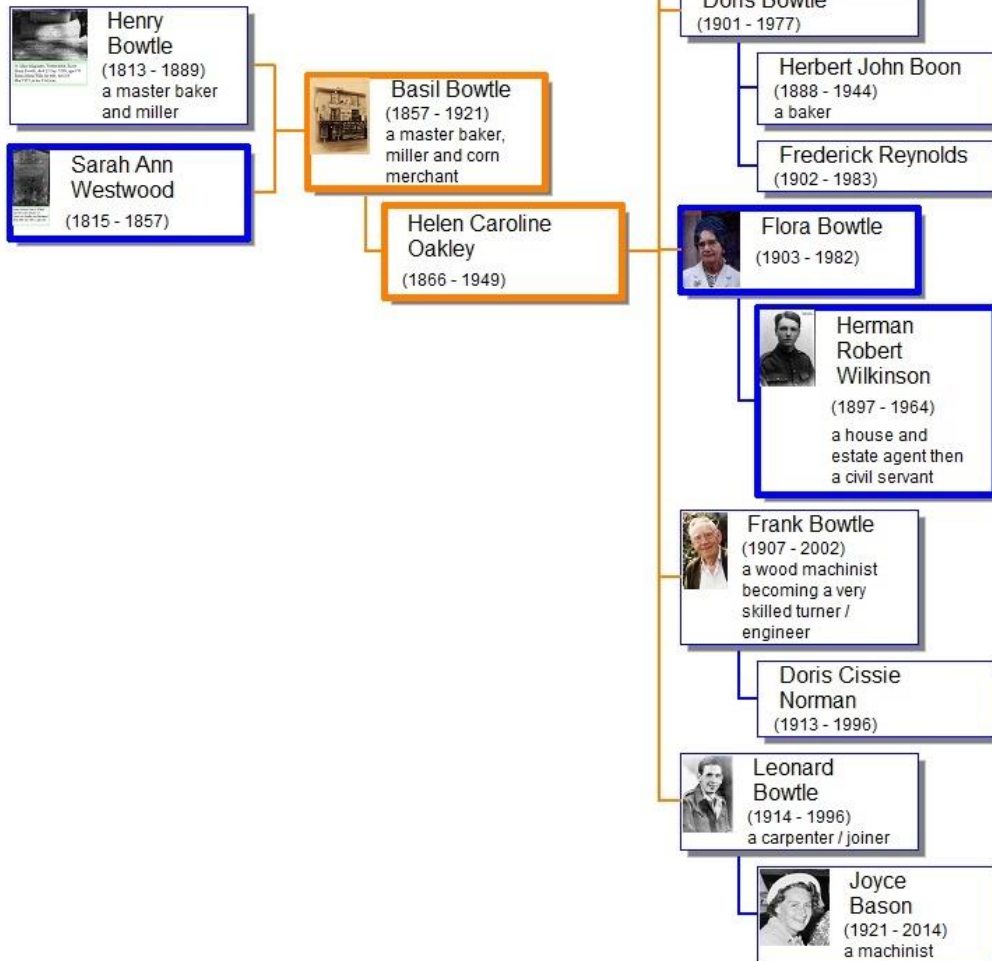 Henry
Bowtle
(1813 - 1889)
a master baker
and miller
Sarah Ann
Westwood
(1815 - 1857)
Basil Bowtle
(1857 - 1921)
a master baker,
miller and corn
merchant
Helen Caroline
Oakley
(1866 - 1949)
Doris Bowtle
(1901 - 1977)
Herbert John Boon
(1888 - 1944)
a baker
Frederick Reynolds
(1902 - 1983)
Flora Bowtle
(1903 - 1982)
Herman
Robert
Wilkinson
(1897 - 1964)
a house and
estate agent then
a civil servant
Frank Bowtle
(1907 - 2002)
a wood machinist
becoming a very
skilled turner /
engineer
Doris Cissie
Norman
(1913 - 1996)
Leonard
Bowtle
(1914 - 1996)
a carpenter / joiner
Joyce
Bason
(1921 - 2014)
a machinist